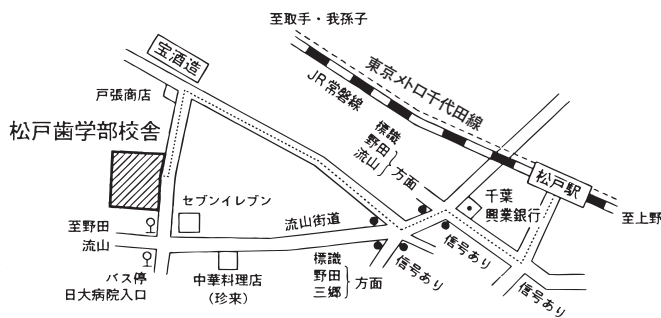 至取手・我孫子
宝酒造
東京メトロ千代田線
JR常磐線
戸張商店
松戸歯学部校舎
標識
野田
流山
方面
松戸駅
千葉
興業銀行
至上野
セブンイレブン
至野田
流山
流山街道
バス停
日大病院入口
中華料理店
(珍来)
標識
野田
三郷
方面
信号あり
信号あり
信号あり